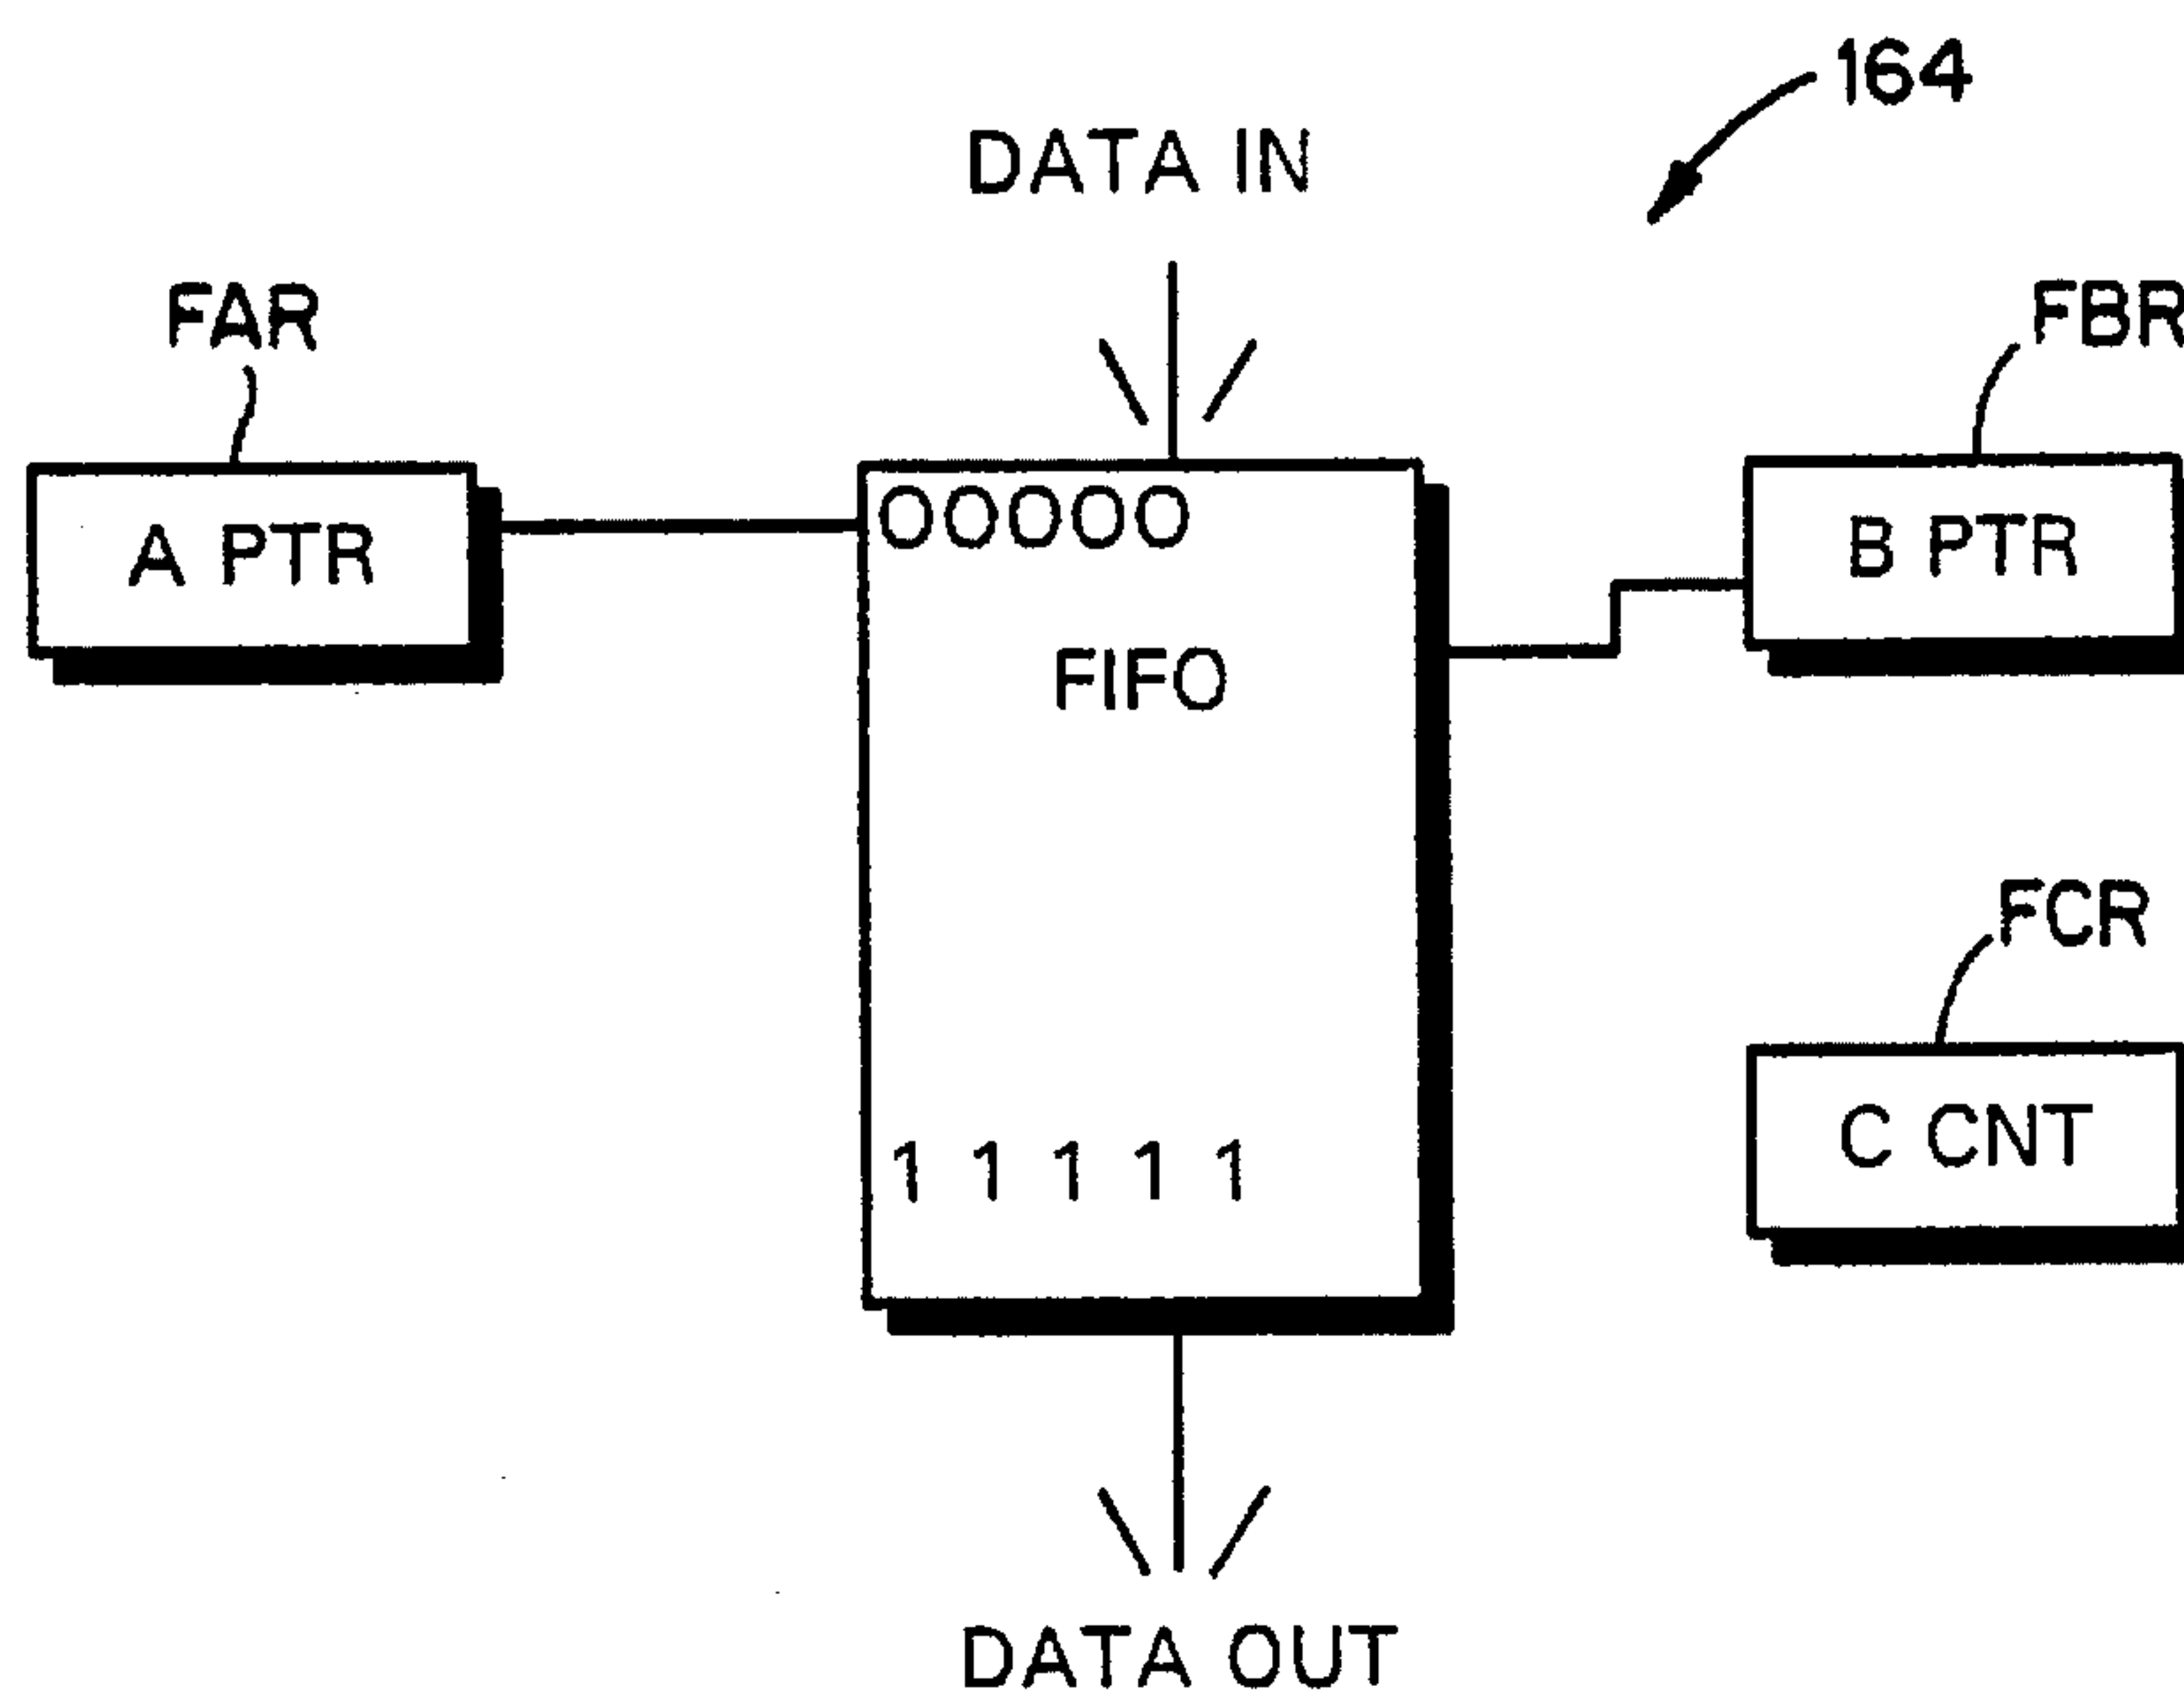 164
DATA IN
FAR
FBR
A PTR
OOOOO
B PTR
FIFO
FCR
C CNT
1 1 1 1 1
DATA OUT